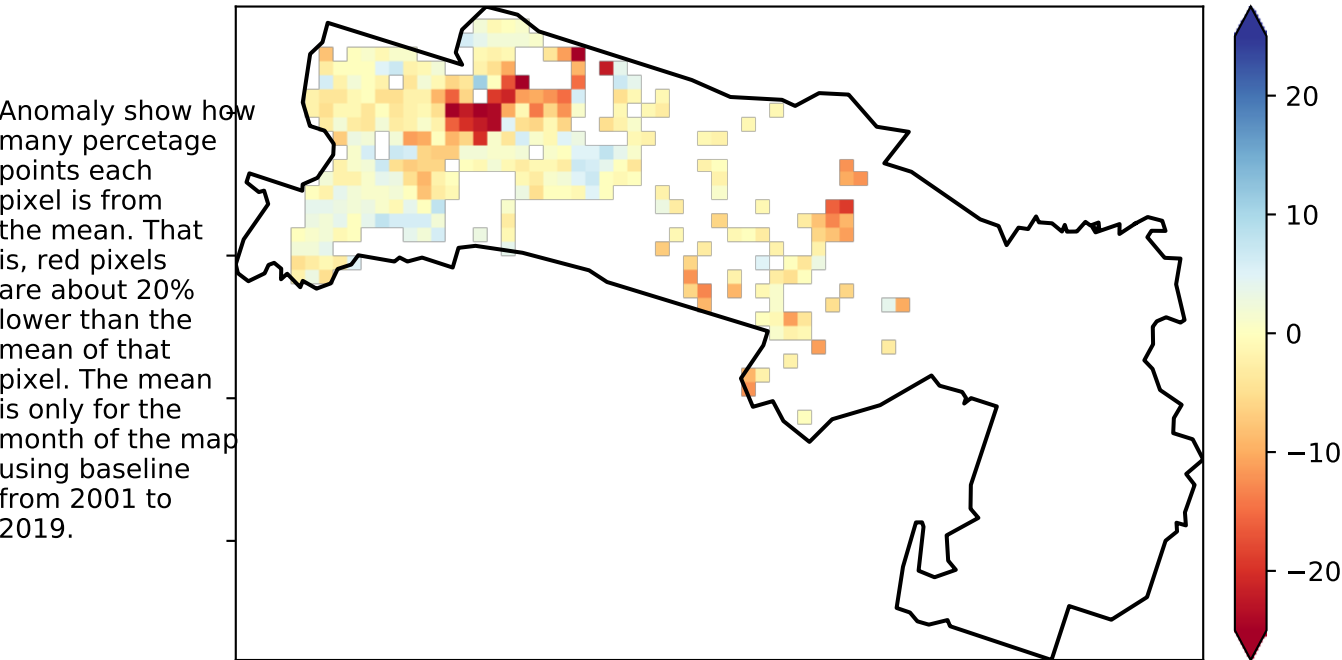 Anomaly show how
many percetage
points each
pixel is from
the mean. That
is, red pixels
are about 20%
lower than the
mean of that
pixel. The mean
is only for the
month of the map
using baseline
from 2001 to
2019.
20
10
0
−10
−20